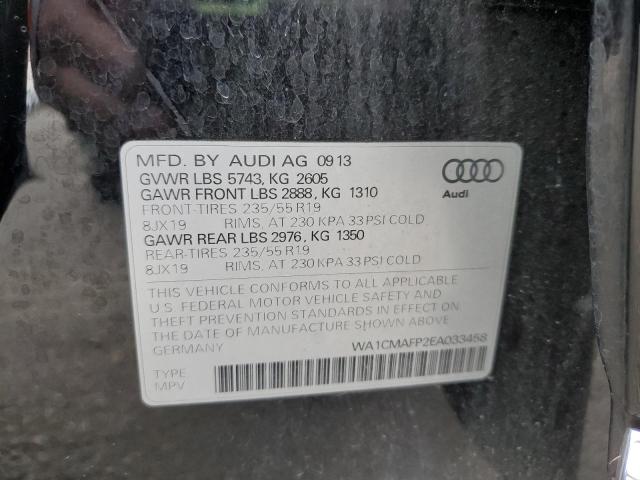 MFD. BY AUDI AG 09 13
GVWR LBS 5743, KG 2605
GAWR FRONT LBS 2888, KG 1310
FRONT-TIRES 235/55 R19
8JX19 RIMS, AT 230 KPA 33 PSI COLD
GAWR REAR LBS 2976, KG 1350
REAR-TIRES 235/55 R19
8JX19 RIMS, AT 230 KPA 33 PSI COLD
Audi
THIS VEHICLE CONFORMS TO ALL APPLICABLE
U.S. FEDERAL MOTOR VEHICLE SAFETY AND
THEFT PREVENTION STANDARDS IN EFFECT ON
THE DATE OF MANUFACTURE SHOWN ABOVE.
GERMANY
WA1CMAFP2EA033458
TYPE
MPV